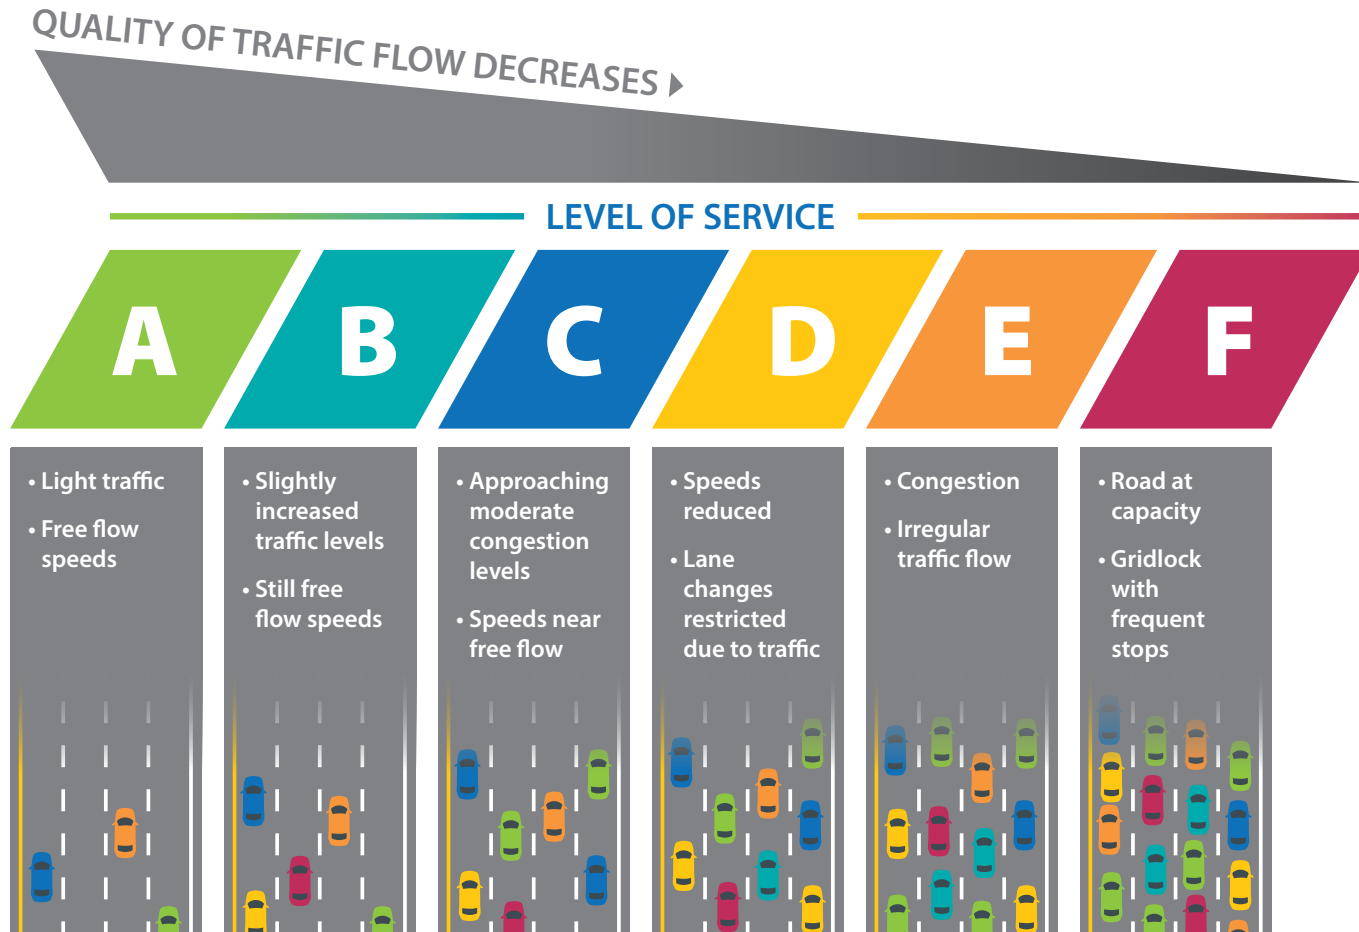 QUALITY OF TRAFFIC FLOW DECREASES
LEVEL OF SERVICE
A
B
C
D
E
F
• Light traffic
• Free flow
speeds
• Slightly
increased
traffic levels
• Still free
flow speeds
• Approaching
moderate
congestion
levels
• Speeds near
free flow
• Speeds
reduced
• Lane
changes
restricted
due to traffic
• Congestion
• Irregular
traffic flow
• Road at
capacity
• Gridlock
with
frequent
stops